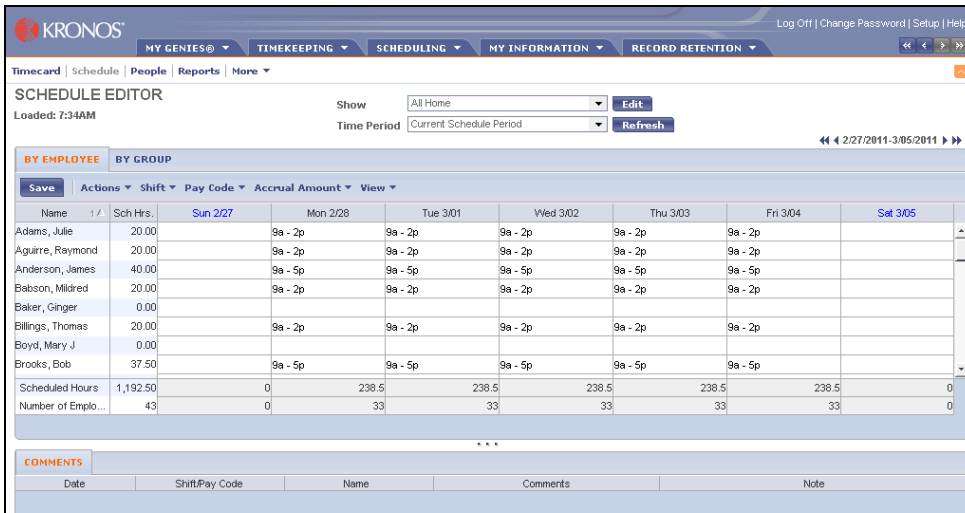 KRONOS®
Log Off | Change Password | Setup | Help
MY GENIES® TIMEKEEPING SCHEDULING MY INFORMATION RECORD RETENTION
Timecard | Schedule | People | Reports | More
SCHEDULE EDITOR
Loaded: 7:34AM
Show All Home Edit
Time Period Current Schedule Period Refresh
2/27/2011-3/05/2011
BY EMPLOYEE BY GROUP
Save Actions Shift Pay Code Accrual Amount View
Name 1 Sch Hrs. Sun 2/27 Mon 2/28 Tue 3/01 Wed 3/02 Thu 3/03 Fri 3/04 Sat 3/05
Adams, Julie 20.00 9a - 2p 9a - 2p 9a - 2p 9a - 2p 9a - 2p
Aguirre, Raymond 20.00 9a - 2p 9a - 2p 9a - 2p 9a - 2p 9a - 2p
Anderson, James 40.00 9a - 5p 9a - 5p 9a - 5p 9a - 5p 9a - 5p
Babson, Mildred 20.00 9a - 2p 9a - 2p 9a - 2p 9a - 2p 9a - 2p
Baker, Ginger 0.00
Billings, Thomas 20.00 9a - 2p 9a - 2p 9a - 2p 9a - 2p 9a - 2p
Boyd, Mary J 0.00
Brooks, Bob 37.50 9a - 5p 9a - 5p 9a - 5p 9a - 5p 9a - 5p
Scheduled Hours 1,192.50 0 238.5 238.5 238.5 238.5 238.5 0
Number of Emplo... 43 0 33 33 33 33 33 0
COMMENTS
Date Shift/Pay Code Name Comments Note